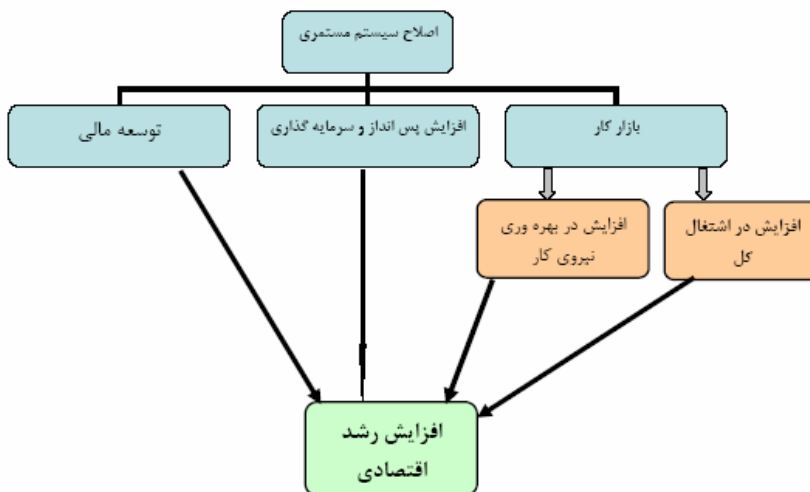 اصلاح سیستم مستمری
بازار کار
افزایش پس انداز و سرمایه گذاری
توسعه مالی
افزایش در اشتغال
کل
افزایش در بهره وری
نیروی کار
افزایش رشد
اقتصادی